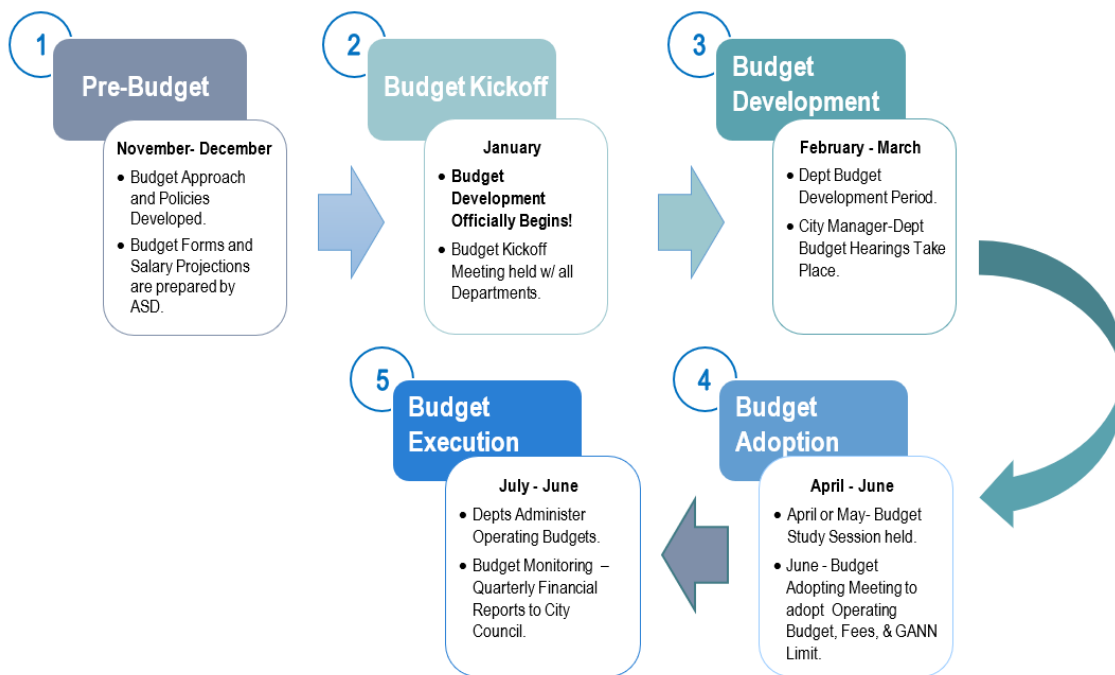 1
Pre-Budget
November- December
• Budget Approach
and Policies
Developed.
• Budget Forms and
Salary Projections
are prepared by
ASD.
2
Budget Kickoff
January
• Budget
Development
Officially Begins!
• Budget Kickoff
Meeting held w/ all
Departments.
3
Budget
Development
February - March
• Dept Budget
Development Period.
• City Manager-Dept
Budget Hearings Take
Place.
4
Budget
Adoption
April - June
• April or May- Budget
Study Session held.
• June - Budget
Adopting Meeting to
adopt Operating
Budget, Fees, & GANN
Limit.
5
Budget
Execution
July - June
• Depts Administer
Operating Budgets.
• Budget Monitoring –
Quarterly Financial
Reports to City
Council.